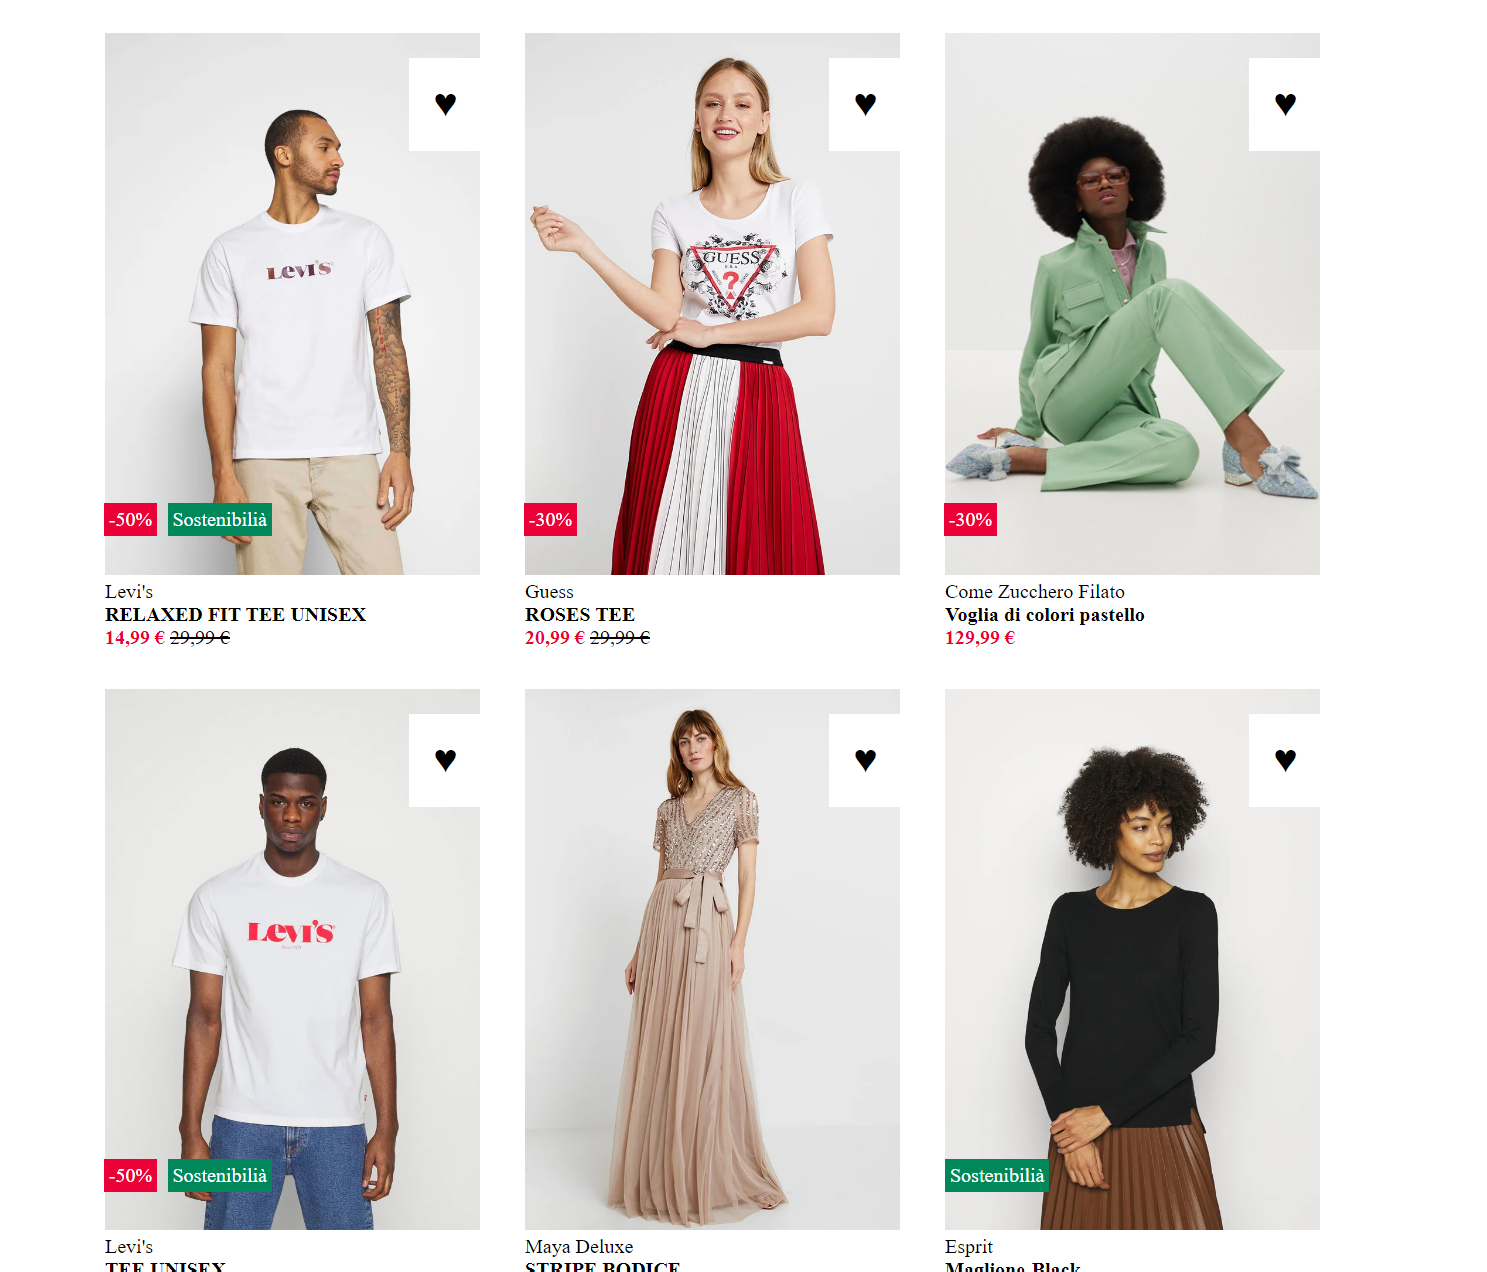 LEVI'S
GUESS
USA
?
-50% Sostenibilià
-30%
-30%
Levi's
RELAXED FIT TEE UNISEX
14,99 € 29,99 €
Guess
ROSES TEE
20,99 € 29,99 €
Come Zucchero Filato
Voglia di colori pastello
129,99 €
LEVI'S
-50% Sostenibilià
Sostenibilià
Levi's
TEE UNISEX
Maya Deluxe
STRIPE BODICE
Esprit
Maglione Black